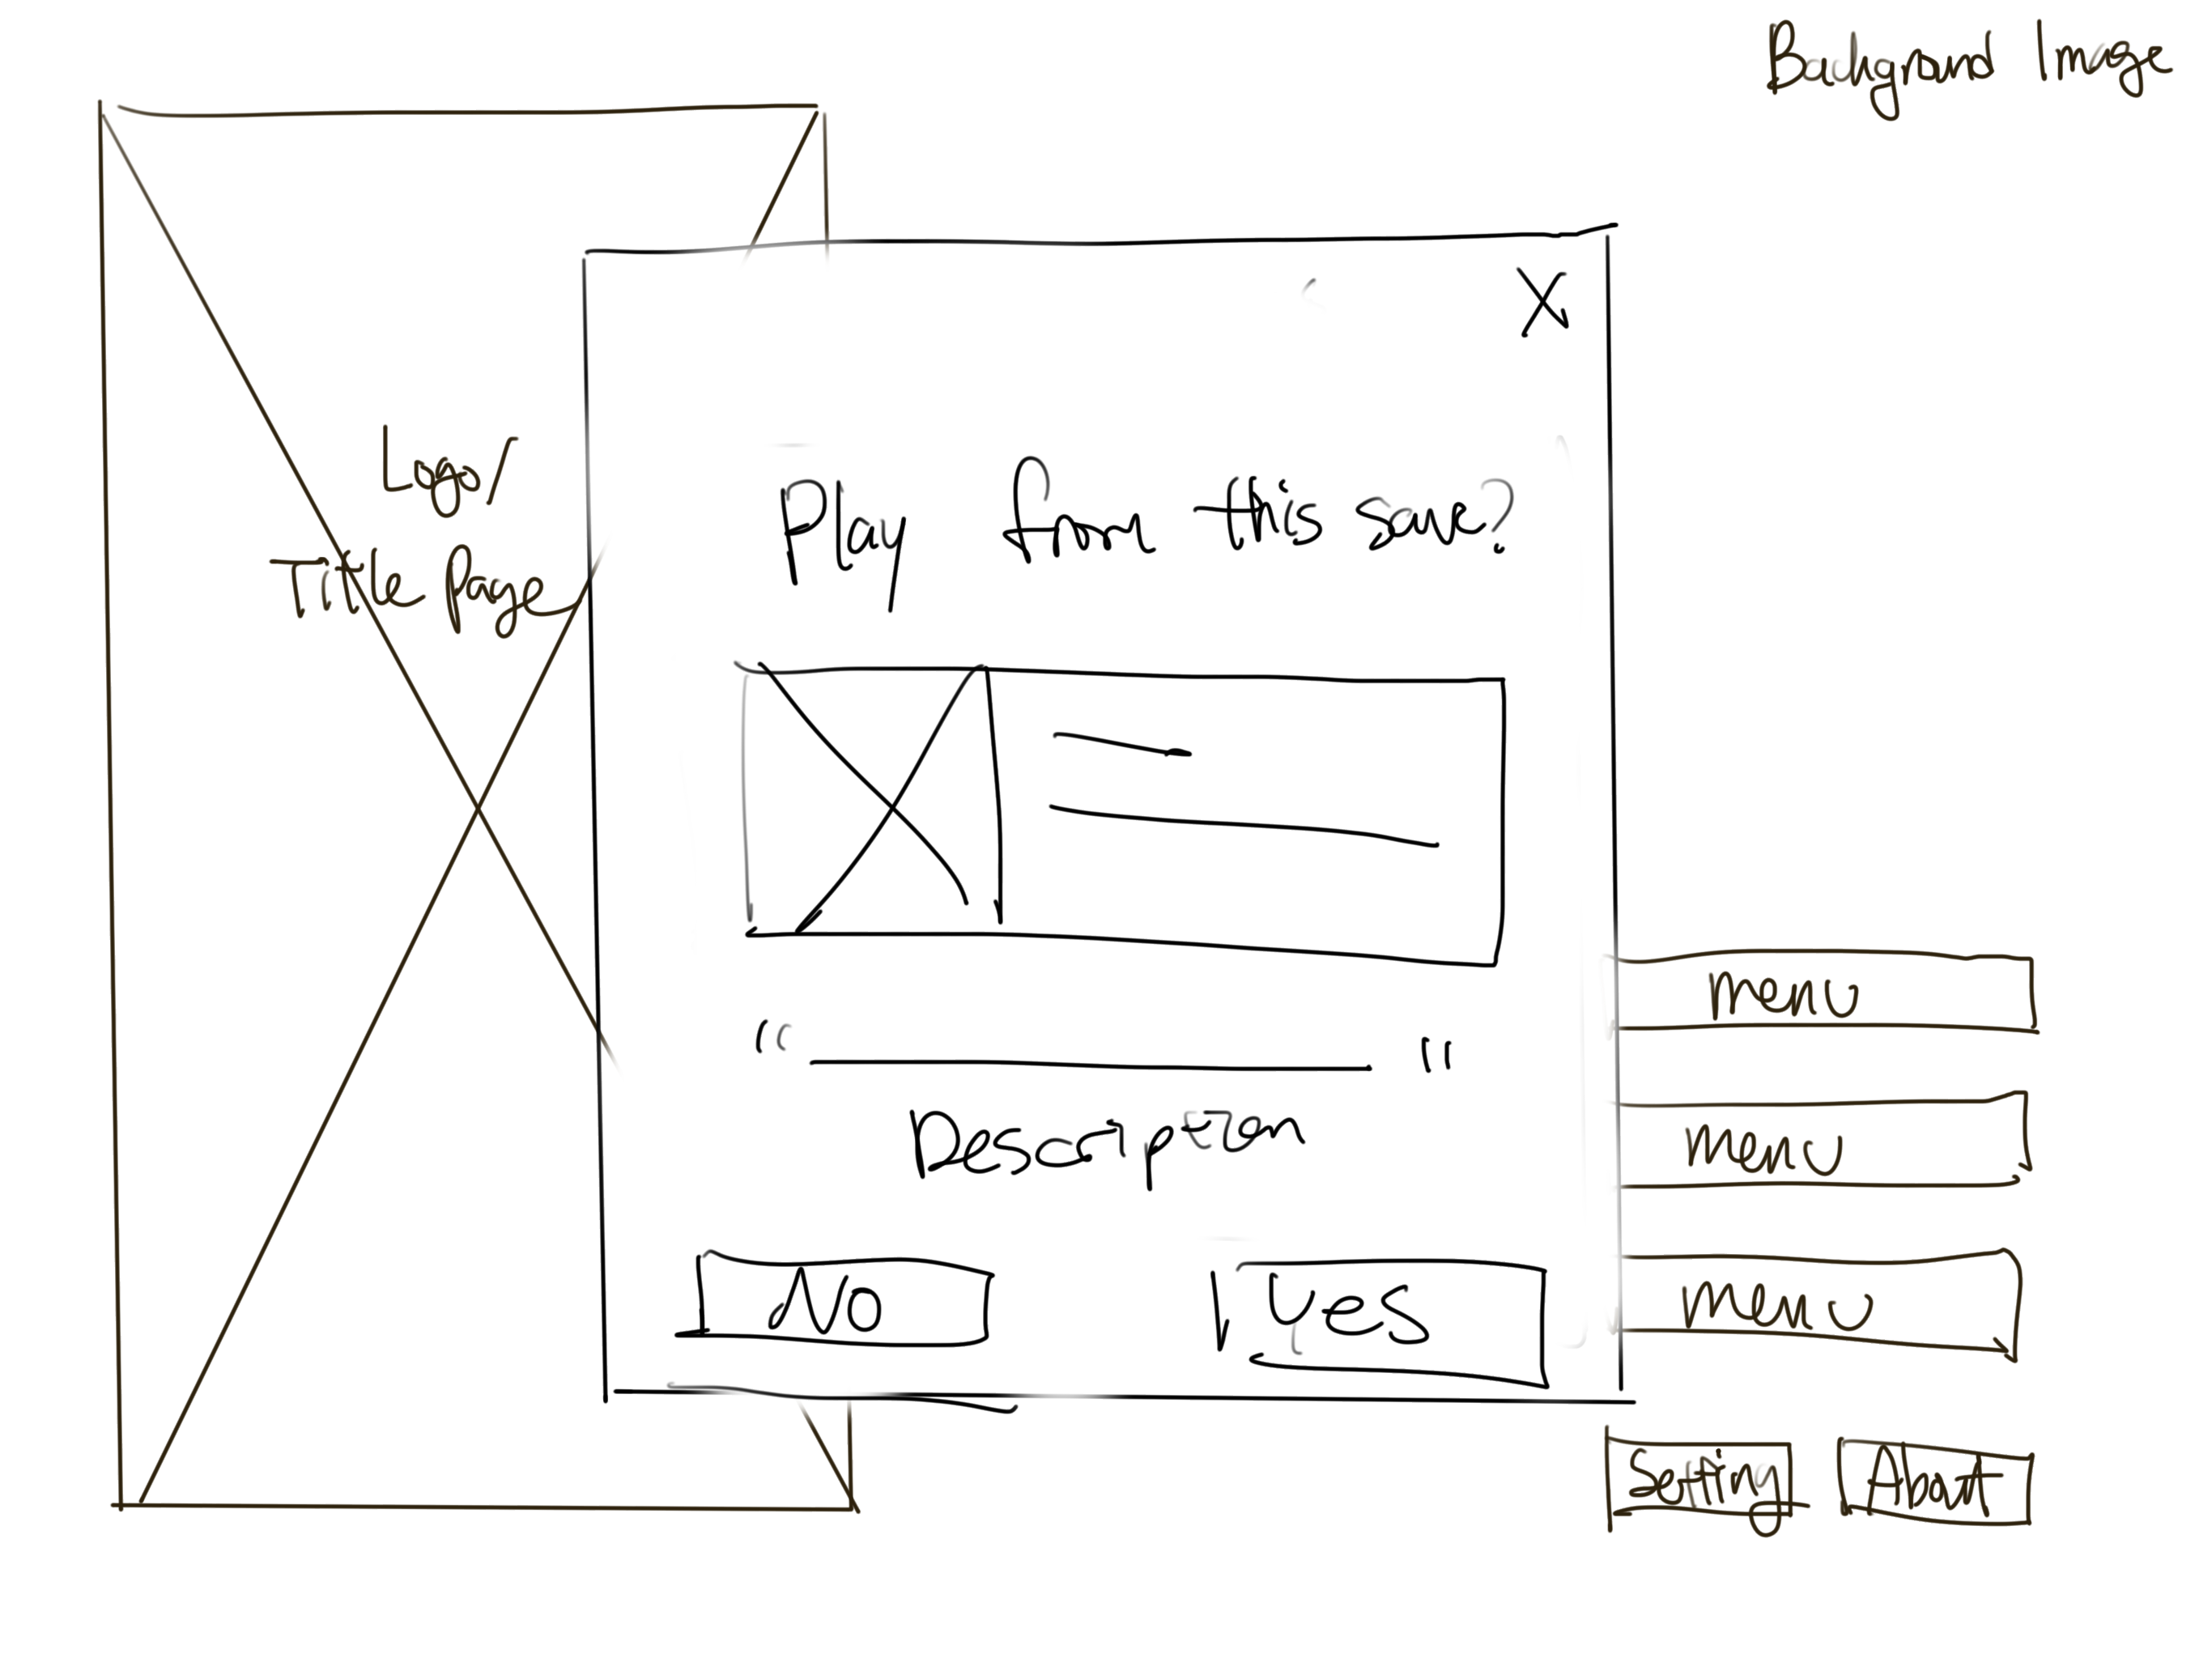 Background Image
X
Logo/
Title Page
Play from this save?
menu
" "
Description
menu
No
Yes
menu
Setting
About